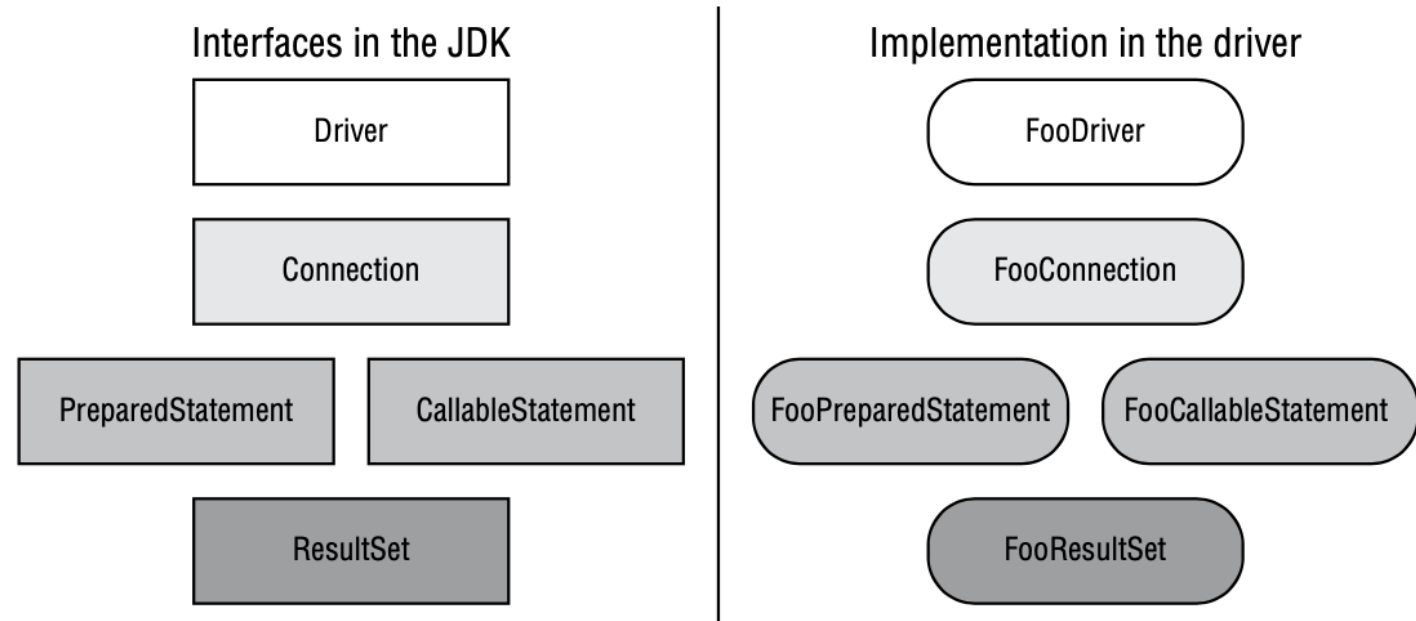 Interfaces in the JDK
Driver
Connection
PreparedStatement
CallableStatement
ResultSet
Implementation in the driver
FooDriver
FooConnection
FooPreparedStatement
FooCallableStatement
FooResultSet